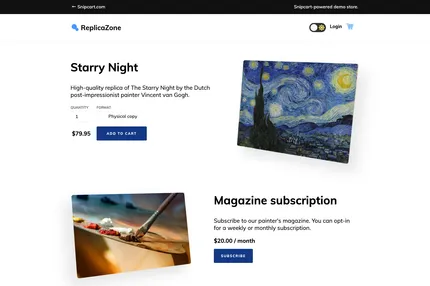 ← Snipcart.com
Snipcart-powered demo store.
ReplicaZone
Login
Starry Night
High-quality replica of The Starry Night by the Dutch
post-impressionist painter Vincent van Gogh.
QUANTITY FORMAT
1 Physical copy
$79.95 ADD TO CART
Magazine subscription
Subscribe to our painter's magazine. You can opt-in
for a weekly or monthly subscription.
$20.00 / month
SUBSCRIBE